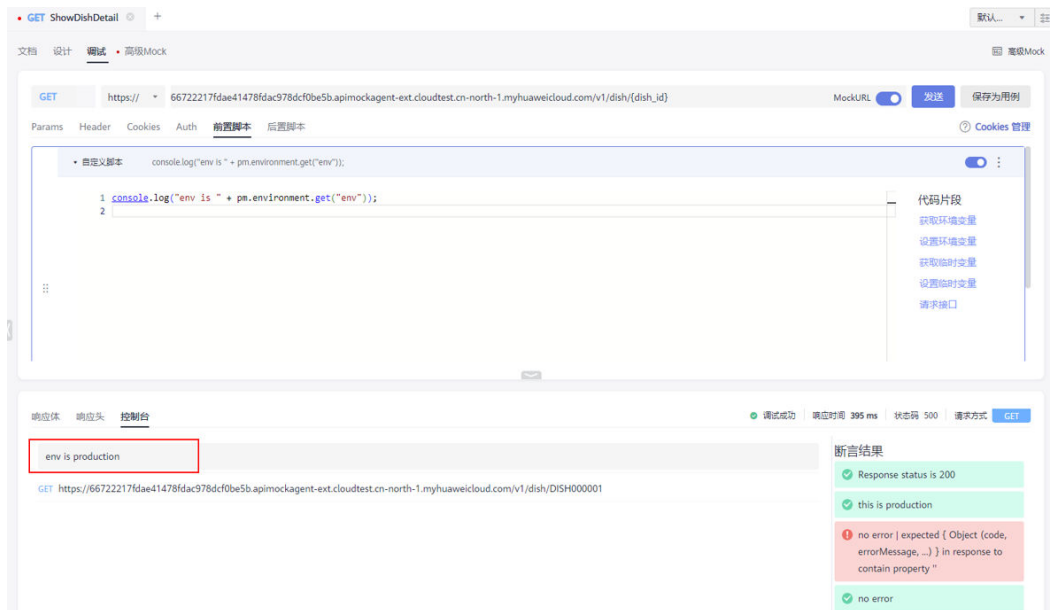 GET ShowDishDetail
默认...
文档 设计 调试 高级Mock
高级Mock
GET https:// 66722217fdae41478fdac978dcf0be5b.apimockagent-ext.cloudtest.cn-north-1.myhuaweicloud.com/v1/dish/{dish_id} MockURL 发送 保存为用例
Params Header Cookies Auth 前置脚本 后置脚本 Cookies 管理
自定义脚本 console.log("env is " + pm.environment.get("env"));
1 console.log("env is " + pm.environment.get("env"));
2
代码片段
获取环境变量
设置环境变量
获取临时变量
设置临时变量
请求接口
响应体 响应头 控制台 调试成功 响应时间 395 ms 状态码 500 请求方式 GET
env is production
GET https://66722217fdae41478fdac978dcf0be5b.apimockagent-ext.cloudtest.cn-north-1.myhuaweicloud.com/v1/dish/DISH000001
断言结果
Response status is 200
this is production
no error | expected { Object (code,
errorMessage, ...) } in response to
contain property ''
no error